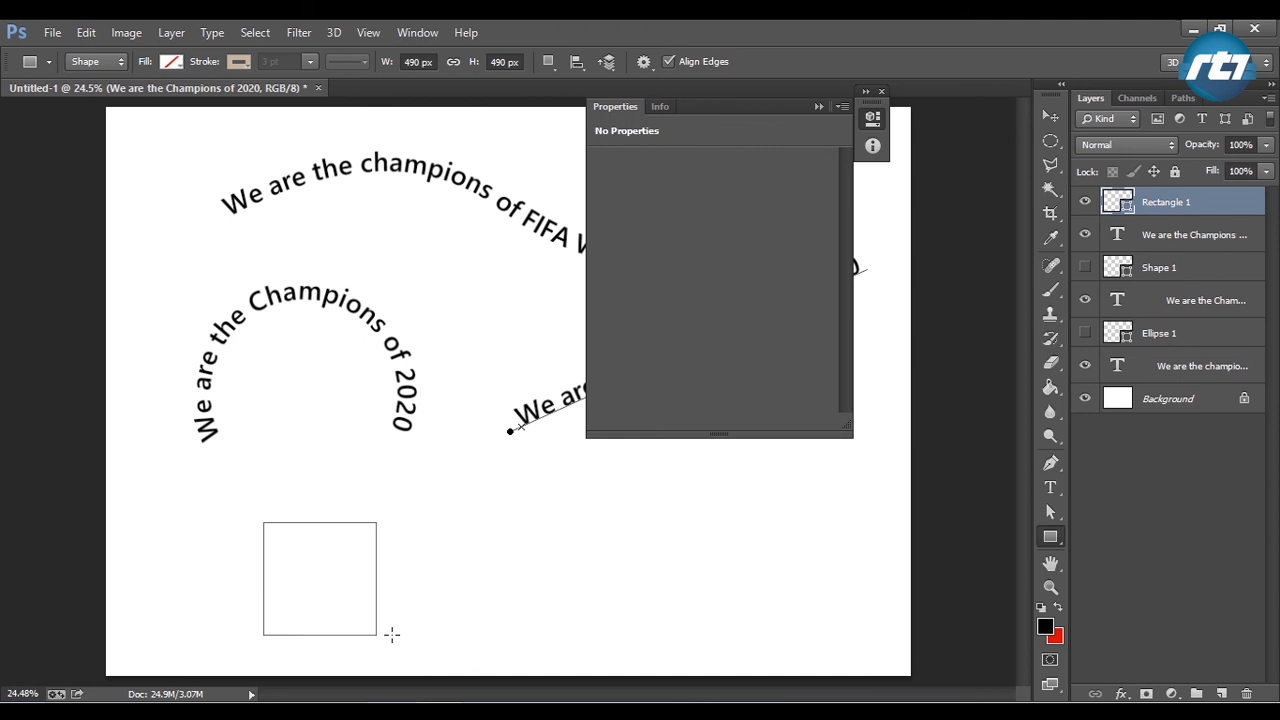 Ps File Edit Image Layer Type Select Filter 3D View Window Help
Shape Fill: Stroke: 3 pt W: 490 px H: 490 px Align Edges 3D
Untitled-1 @ 24.5% (We are the Champions of 2020, RGB/8) * ×
Properties Info
No Properties
We are the champions of FIFA W
We are the Champions of 2020
We are
Layers Channels Paths
Kind
Normal Opacity: 100%
Lock: Fill: 100%
Rectangle 1
We are the Champions ...
Shape 1
We are the Cham...
Ellipse 1
We are the champio...
Background
24.48% Doc: 24.9M/3.07M